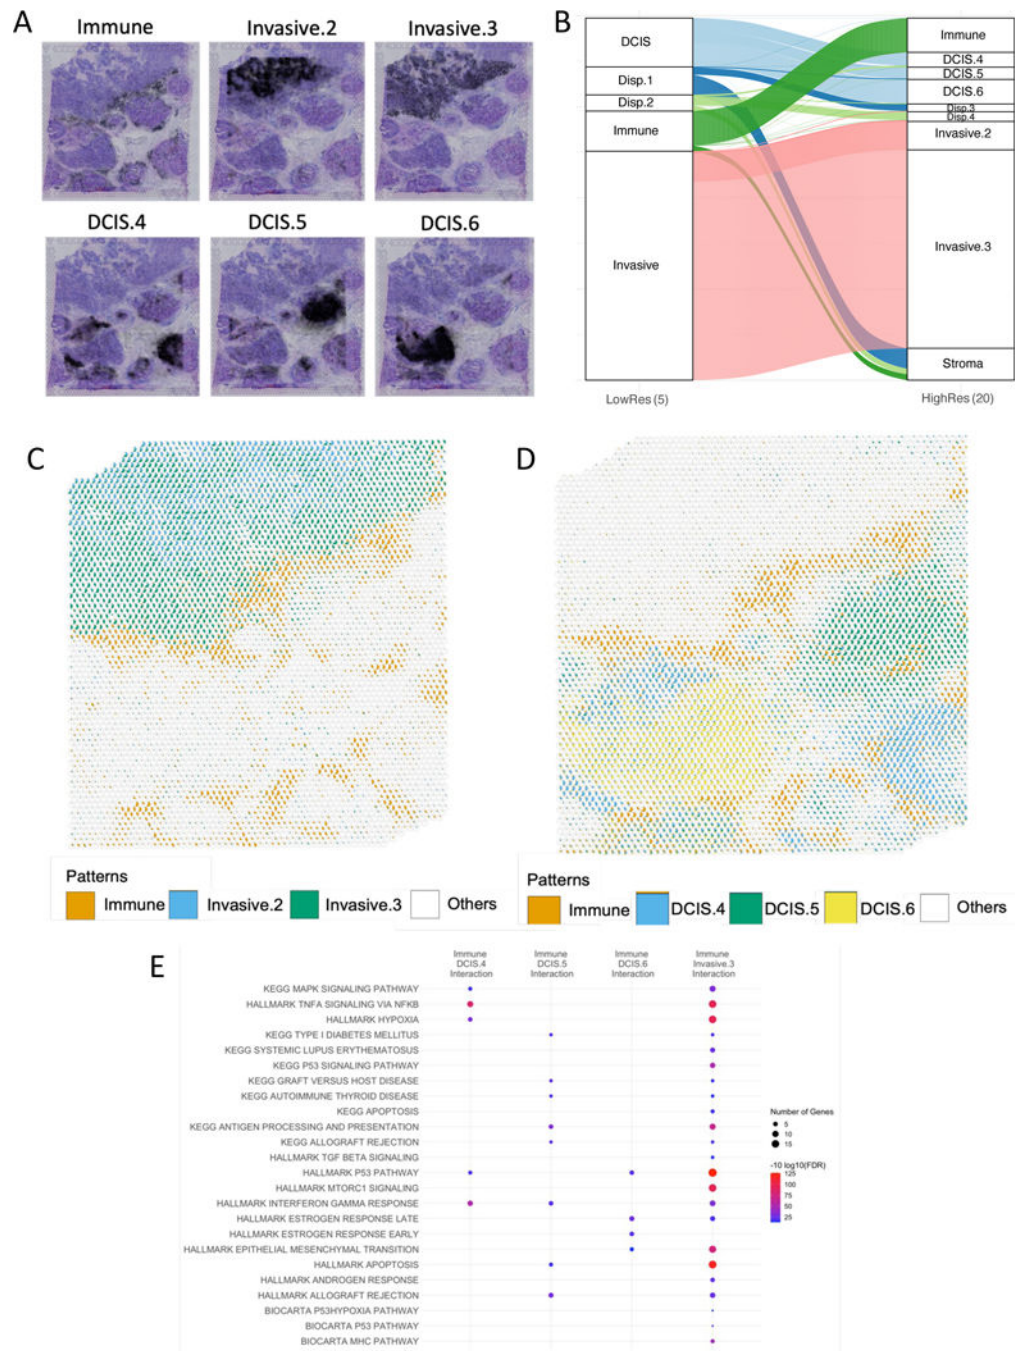 A
Immune
Invasive.2
Invasive.3
DCIS.4
DCIS.5
DCIS.6
B
DCIS
Disp.1
Disp.2
Immune
Invasive
Immune
DCIS.4
DCIS.5
DCIS.6
Disp.3
Disp.4
Invasive.2
Invasive.3
Stroma
LowRes (5)
HighRes (20)
C
Patterns
Immune
Invasive.2
Invasive.3
Others
D
Patterns
Immune
DCIS.4
DCIS.5
DCIS.6
Others
E
Immune
DCIS.4
Interaction
Immune
DCIS.5
Interaction
Immune
DCIS.6
Interaction
Immune
Invasive.3
Interaction
KEGG MAPK SIGNALING PATHWAY
HALLMARK TNFA SIGNALING VIA NFKB
HALLMARK HYPOXIA
KEGG TYPE I DIABETES MELLITUS
KEGG SYSTEMIC LUPUS ERYTHEMATOSUS
KEGG P53 SIGNALING PATHWAY
KEGG GRAFT VERSUS HOST DISEASE
KEGG AUTOIMMUNE THYROID DISEASE
KEGG APOPTOSIS
KEGG ANTIGEN PROCESSING AND PRESENTATION
KEGG ALLOGRAFT REJECTION
HALLMARK TGF BETA SIGNALING
HALLMARK P53 PATHWAY
HALLMARK MTORC1 SIGNALING
HALLMARK INTERFERON GAMMA RESPONSE
HALLMARK ESTROGEN RESPONSE LATE
HALLMARK ESTROGEN RESPONSE EARLY
HALLMARK EPITHELIAL MESENCHYMAL TRANSITION
HALLMARK APOPTOSIS
HALLMARK ANDROGEN RESPONSE
HALLMARK ALLOGRAFT REJECTION
BIOCARTA P53HYPOXIA PATHWAY
BIOCARTA P53 PATHWAY
BIOCARTA MHC PATHWAY
Number of Genes
5
10
15
-10 log10(FDR)
125
100
75
50
25